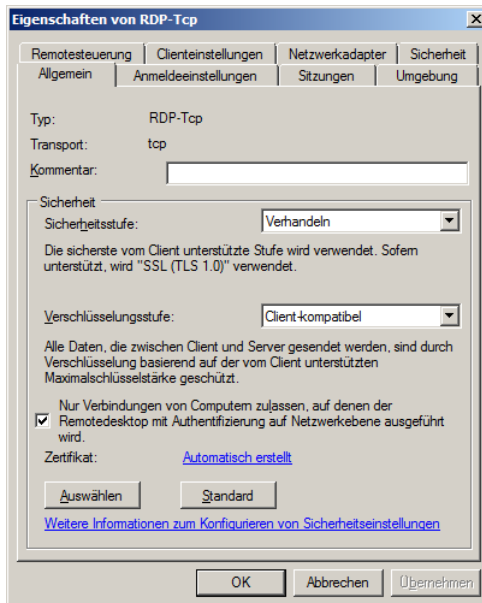 Eigenschaften von RDP-Tcp
Remotesteuerung Clienteinstellungen Netzwerkadapter Sicherheit
Allgemein Anmeldeeinstellungen Sitzungen Umgebung
Typ: RDP-Tcp
Transport: tcp
Kommentar:
Sicherheit
Sicherheitsstufe: Verhandeln
Die sicherste vom Client unterstützte Stufe wird verwendet. Sofern
unterstützt, wird "SSL (TLS 1.0)" verwendet.
Verschlüsselungsstufe: Client-kompatibel
Alle Daten, die zwischen Client und Server gesendet werden, sind durch
Verschlüsselung basierend auf der vom Client unterstützten
Maximalschlüsselstärke geschützt.
Nur Verbindungen von Computern zulassen, auf denen der
Remotedesktop mit Authentifizierung auf Netzwerkebene ausgeführt
wird.
Zertifikat: Automatisch erstellt
Auswählen Standard
Weitere Informationen zum Konfigurieren von Sicherheitseinstellungen
OK Abbrechen Übernehmen